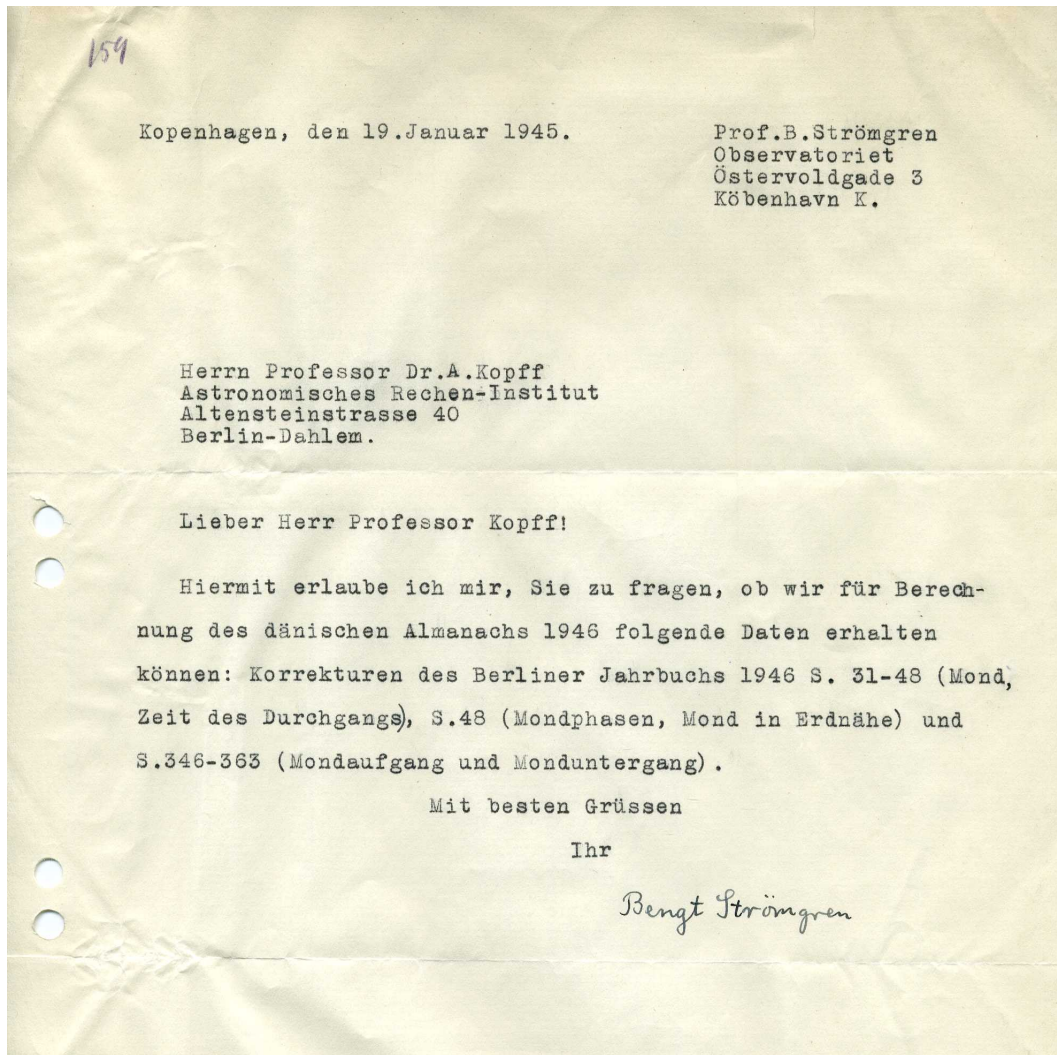 159
Kopenhagen, den 19.Januar 1945.
Prof.B.Strömgren
Observatoriet
Östervoldgade 3
Köbenhavn K.
Herrn Professor Dr.A.Kopff
Astronomisches Rechen-Institut
Altensteinstrasse 40
Berlin-Dahlem.
Lieber Herr Professor Kopff!
Hiermit erlaube ich mir, Sie zu fragen, ob wir für Berech-
nung des dänischen Almanachs 1946 folgende Daten erhalten
können: Korrekturen des Berliner Jahrbuchs 1946 S. 31-48 (Mond,
Zeit des Durchgangs), S.48 (Mondphasen, Mond in Erdnähe) und
S.346-363 (Mondaufgang und Monduntergang).
Mit besten Grüssen
Ihr
Bengt Strömgren